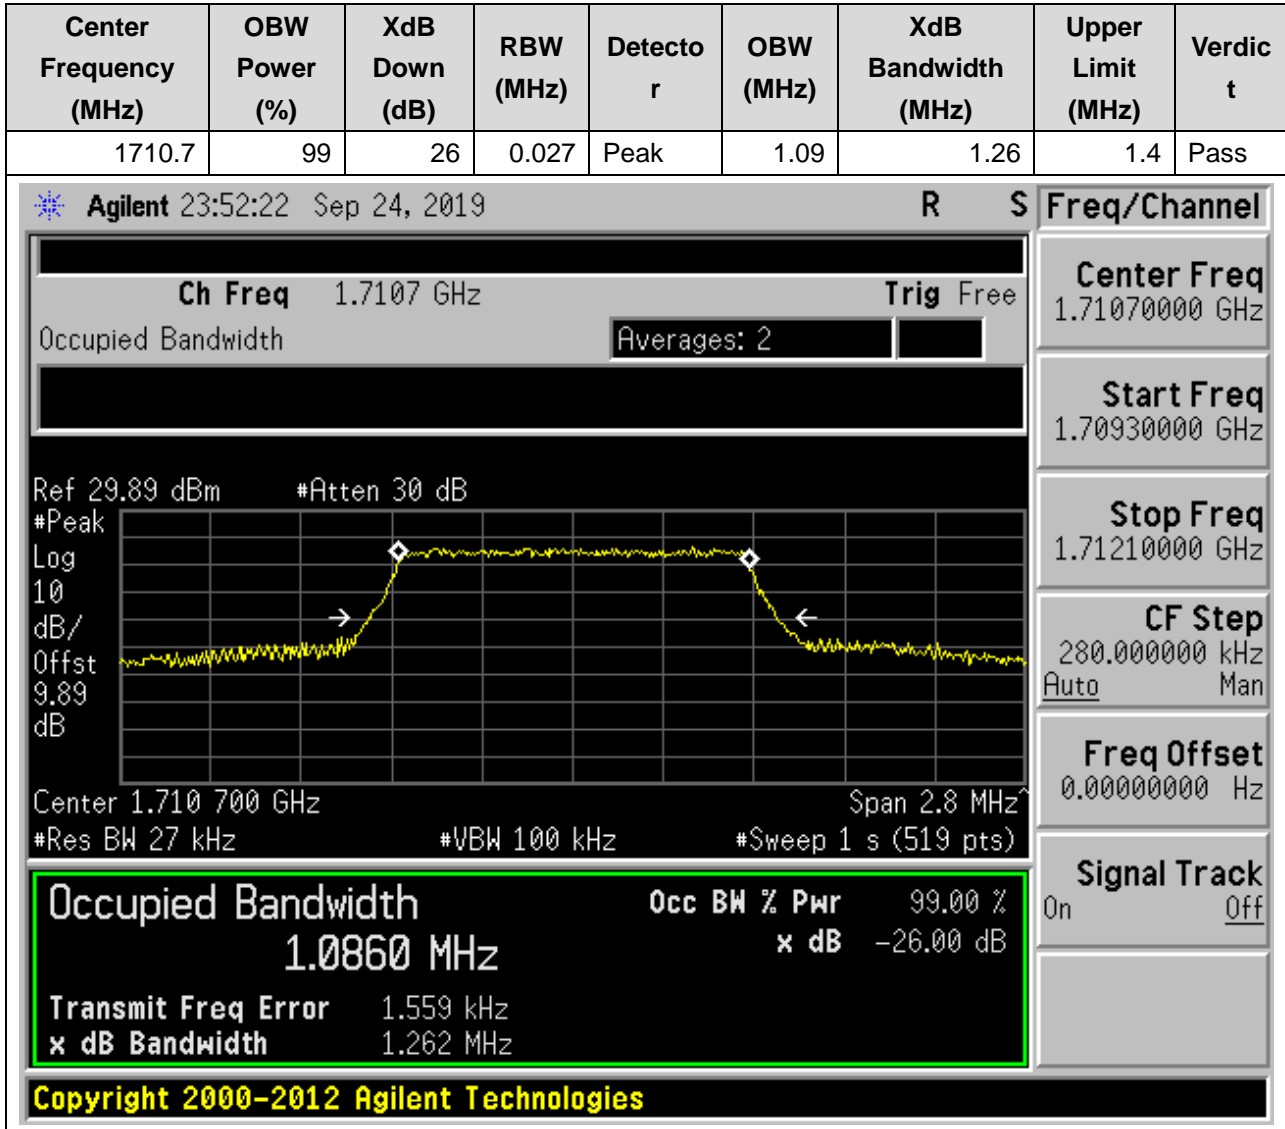 Center Frequency (MHz) OBW Power (%) XdB Down (dB) RBW (MHz) Detecto r OBW (MHz) XdB Bandwidth (MHz) Upper Limit (MHz) Verdic t
1710.7 99 26 0.027 Peak 1.09 1.26 1.4 Pass
Agilent 23:52:22 Sep 24, 2019 R S Freq/Channel
Ch Freq 1.7107 GHz Trig Free
Occupied Bandwidth Averages: 2
Center Freq
1.71070000 GHz
Start Freq
1.70930000 GHz
Stop Freq
1.71210000 GHz
CF Step
280.000000 kHz
Auto Man
Freq Offset
0.00000000 Hz
Signal Track
On Off
Ref 29.89 dBm #Atten 30 dB
#Peak
Log
10
dB/
Offst
9.89
dB
Center 1.710 700 GHz Span 2.8 MHz^
#Res BW 27 kHz #VBW 100 kHz #Sweep 1 s (519 pts)
Occupied Bandwidth Occ BW % Pwr 99.00 %
1.0860 MHz x dB -26.00 dB
Transmit Freq Error 1.559 kHz
x dB Bandwidth 1.262 MHz
Copyright 2000-2012 Agilent Technologies